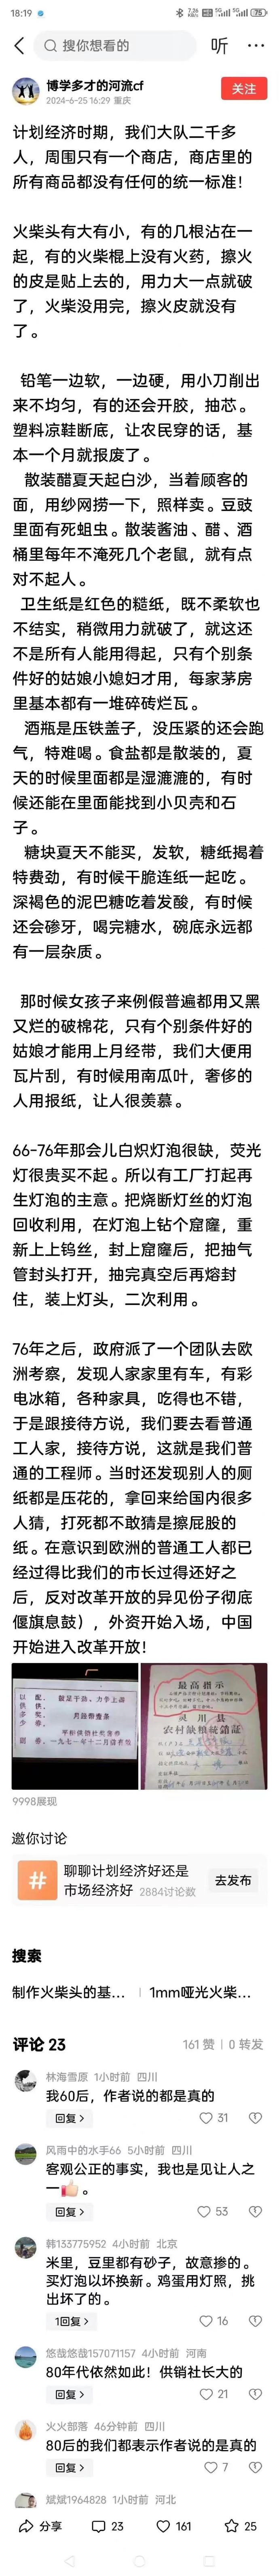 18:19
75
搜你想看的
听
博学多才的河流cf
2024-6-25 16:29 重庆
关注
计划经济时期，我们大队二千多
人，周围只有一个商店，商店里的
所有商品都没有任何的统一标准！
火柴头有大有小，有的几根沾在一
起，有的火柴棍上没有火药，擦火
的皮是贴上去的，用力大一点就破
了，火柴没用完，擦火皮就没有
了。
铅笔一边软，一边硬，用小刀削出
来不均匀，有的还会开胶，抽芯。
塑料凉鞋断底，让农民穿的话，基
本一个月就报废了。
散装醋夏天起白沙，当着顾客的
面，用纱网捞一下，照样卖。豆豉
里面有死蛆虫。散装酱油、醋、酒
桶里每年不淹死几个老鼠，就有点
对不起人。
卫生纸是红色的糙纸，既不柔软也
不结实，稍微用力就破了，就这还
不是所有人能用得起，只有个别条
件好的姑娘小媳妇才用，每家茅房
里基本都有一堆碎砖烂瓦。
酒瓶是压铁盖子，没压紧的还会跑
气，特难喝。食盐都是散装的，夏
天的时候里面都是湿漉漉的，有时
候还能在里面能找到小贝壳和石
子。
糖块夏天不能买，发软，糖纸揭着
特费劲，有时候干脆连纸一起吃。
深褐色的泥巴糖吃着发酸，有时候
还会碜牙，喝完糖水，碗底永远都
有一层杂质。
那时候女孩子来例假普遍都用又黑
又烂的破棉花，只有个别条件好的
姑娘才能用上月经带，我们大便用
瓦片刮，有时候用南瓜叶，奢侈的
人用报纸，让人很羡慕。
66-76年那会儿白炽灯泡很缺，荧光
灯很贵买不起。所以有工厂打起再
生灯泡的主意。把烧断灯丝的灯泡
回收利用，在灯泡上钻个窟窿，重
新上上钨丝，封上窟窿后，把抽气
管封头打开，抽完真空后再熔封
住，装上灯头，二次利用。
76年之后，政府派了一个团队去欧
洲考察，发现人家家里有车，有彩
电冰箱，各种家具，吃得也不错，
于是跟接待方说，我们要去看普通
工人家，接待方说，这就是我们普
通的工程师。当时还发现别人的厕
纸都是压花的，拿回来给国内很多
人猜，打死都不敢猜是擦屁股的
纸。在意识到欧洲的普通工人都已
经过得比我们的市长过得还好之
后，反对改革开放的异见份子彻底
偃旗息鼓），外资开始入场，中国
开始进入改革开放！
最高指示
灵川县
农村缺粮统销证
9998展现
邀你讨论
#
聊聊计划经济好还是
市场经济好 2884讨论数
去发布
搜索
制作火柴头的基...
1mm哑光火柴...
评论 23
161 赞 | 0 转发
林海雪原 1小时前 四川
我60后，作者说的都是真的
回复 >
31
风雨中的水手66 5小时前 四川
客观公正的事实，我也是见让人之
一👍。
回复 >
53
韩133775952 4小时前 北京
米里，豆里都有砂子，故意掺的。
买灯泡以坏换新。鸡蛋用灯照，挑
出坏了的。
1回复 >
16
悠哉悠哉157071157 4小时前 河南
80年代依然如此！供销社长大的
回复 >
21
火火部落 46分钟前 四川
80后的我们都表示作者说的是真的
回复 >
7
斌斌1964828 1小时前 河北
分享
23
161
25